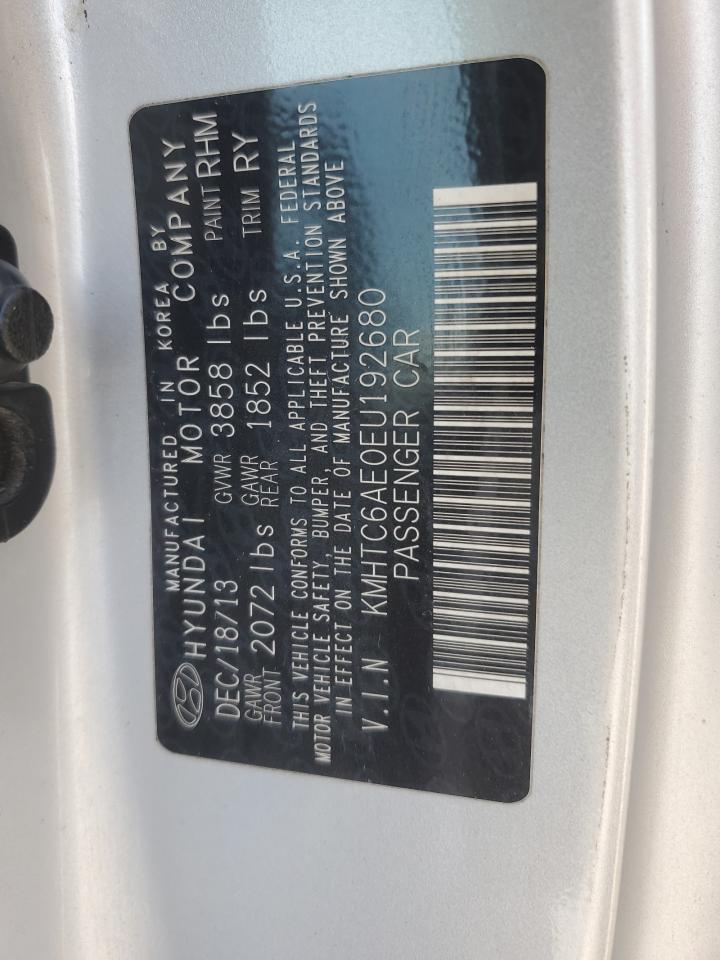 MANUFACTURED IN KOREA BY
HYUNDAI MOTOR COMPANY
DEC/18/13 GVWR 3858 lbs PAINT RHM
GAWR FRONT 2072 lbs GAWR REAR 1852 lbs TRIM RY
THIS VEHICLE CONFORMS TO ALL APPLICABLE U.S.A. FEDERAL
MOTOR VEHICLE SAFETY, BUMPER, AND THEFT PREVENTION STANDARDS
IN EFFECT ON THE DATE OF MANUFACTURE SHOWN ABOVE
V.I.N KMHTC6AE0EU192680
PASSENGER CAR